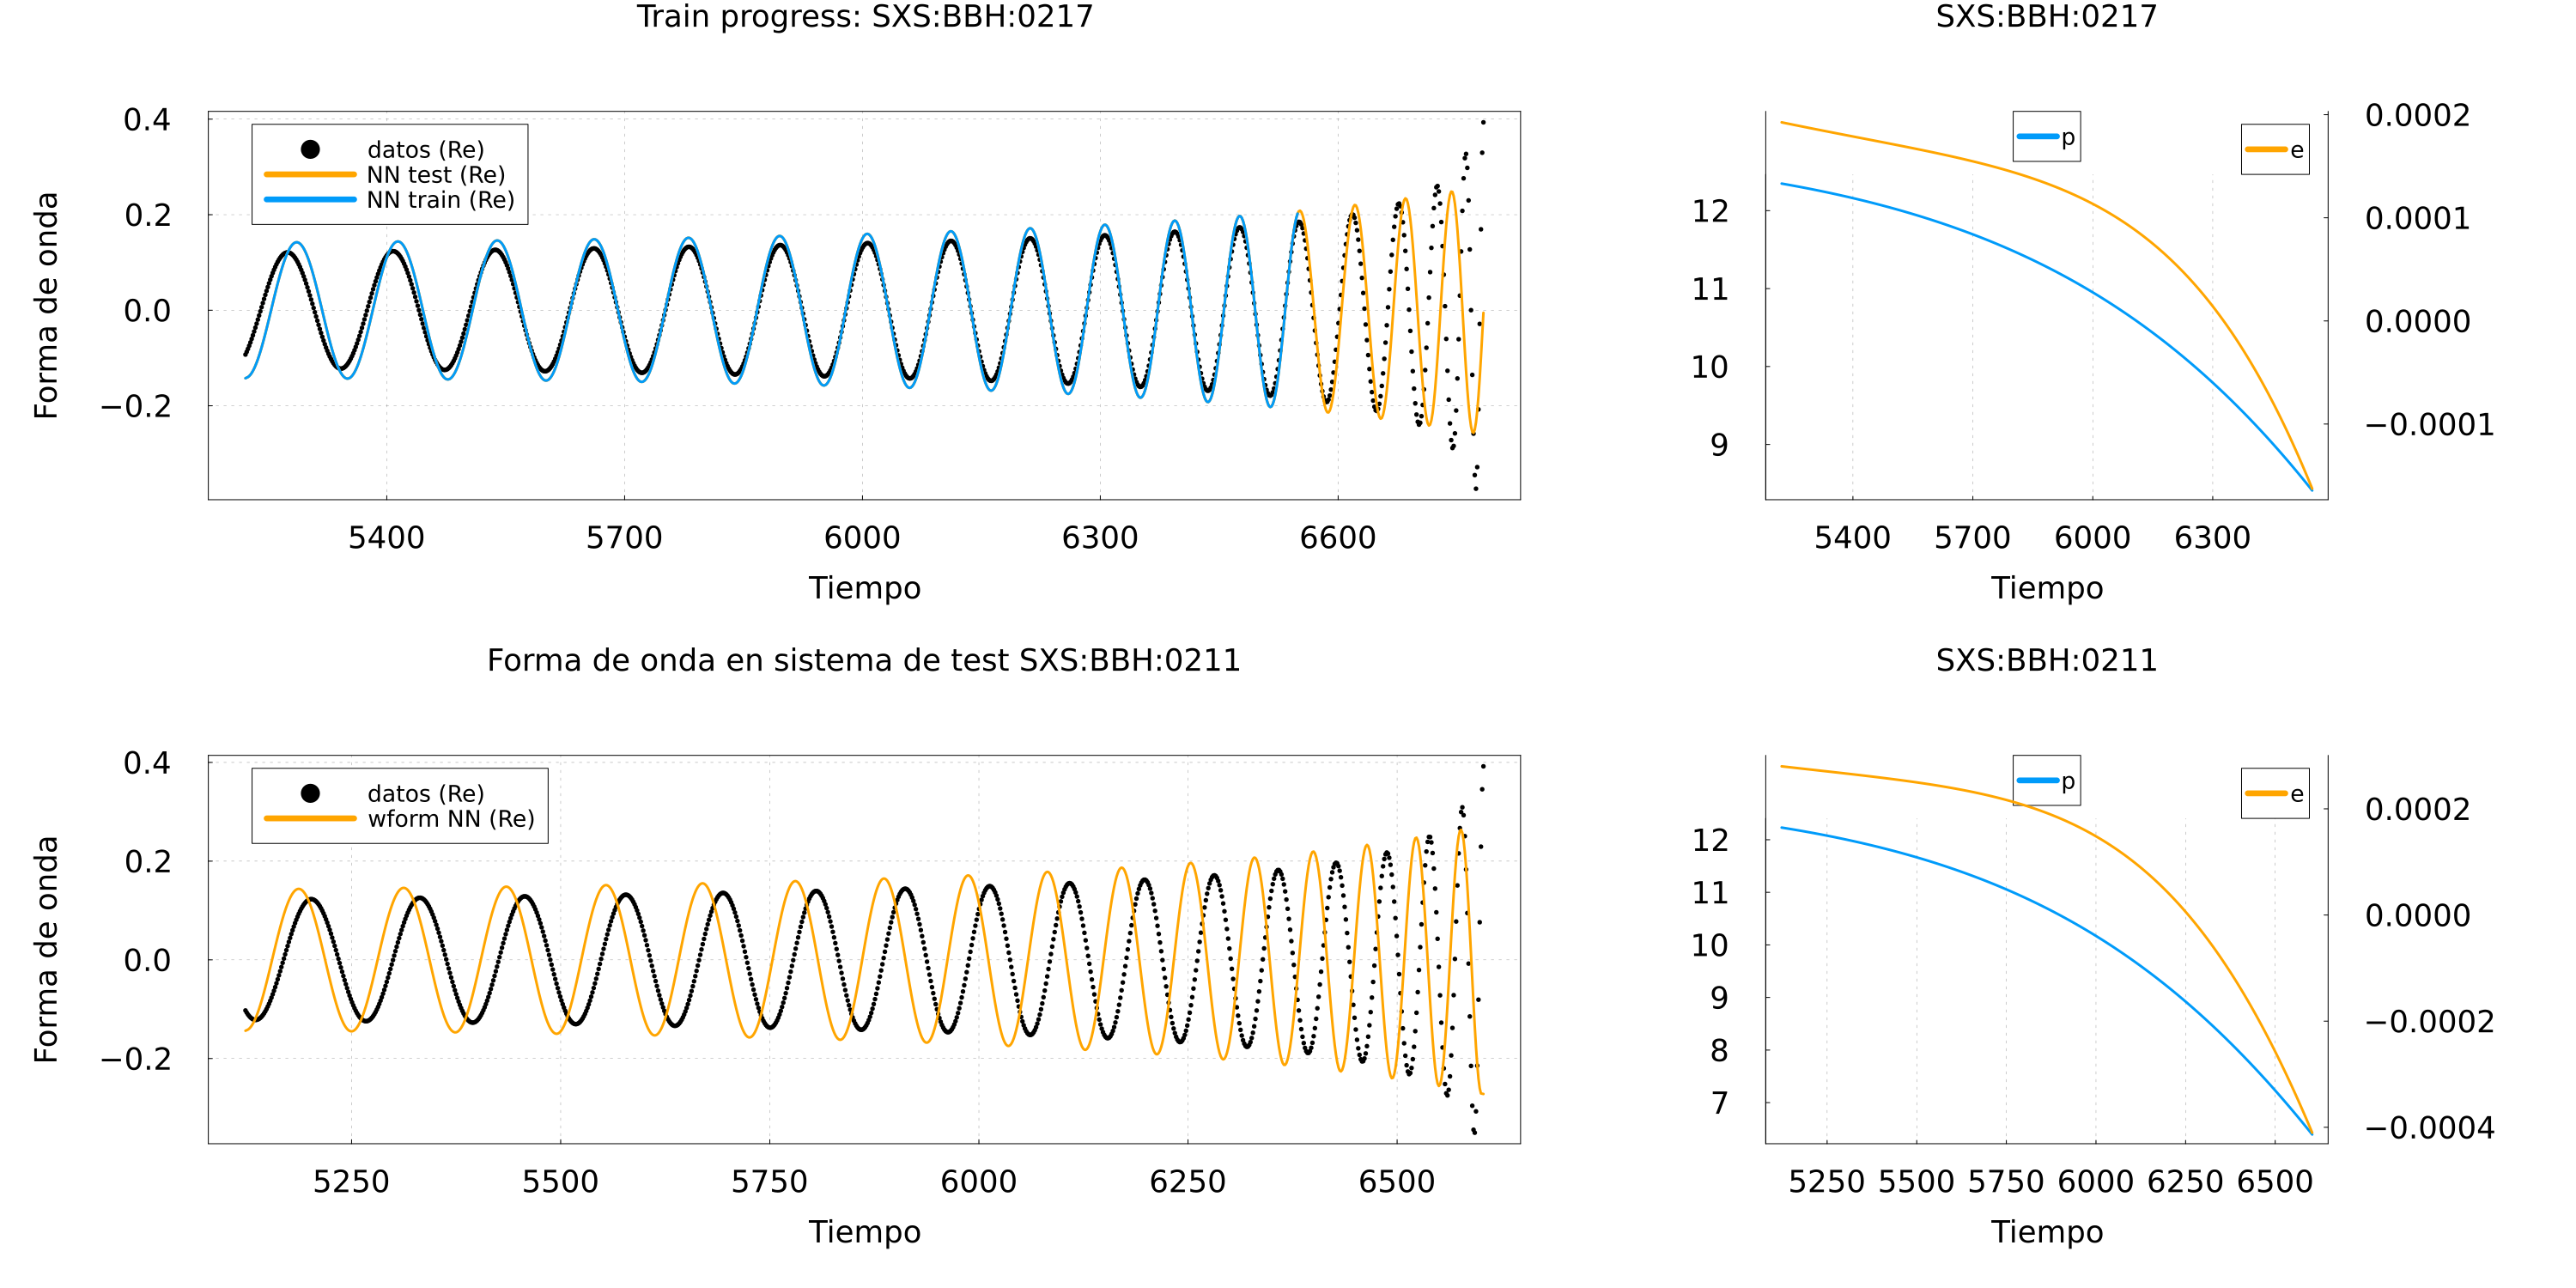 Train progress: SXS:BBH:0217
SXS:BBH:0217
Forma de onda
0.4
0.2
0.0
−0.2
datos (Re)
NN test (Re)
NN train (Re)
5400 5700 6000 6300 6600
Tiempo
12
11
10
9
p
e
0.0002
0.0001
0.0000
−0.0001
5400 5700 6000 6300
Tiempo
Forma de onda en sistema de test SXS:BBH:0211
SXS:BBH:0211
Forma de onda
0.4
0.2
0.0
−0.2
datos (Re)
wform NN (Re)
5250 5500 5750 6000 6250 6500
Tiempo
12
11
10
9
8
7
p
e
0.0002
0.0000
−0.0002
−0.0004
5250 5500 5750 6000 6250 6500
Tiempo